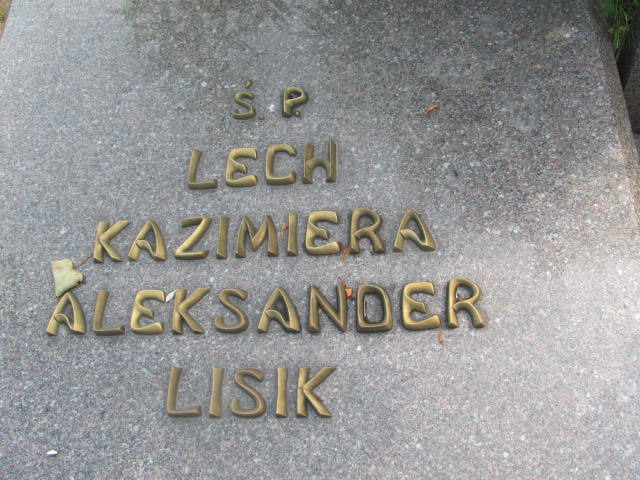 Ś. P.
LECH
KAZIMIERA
ALEKSANDER
LISIK